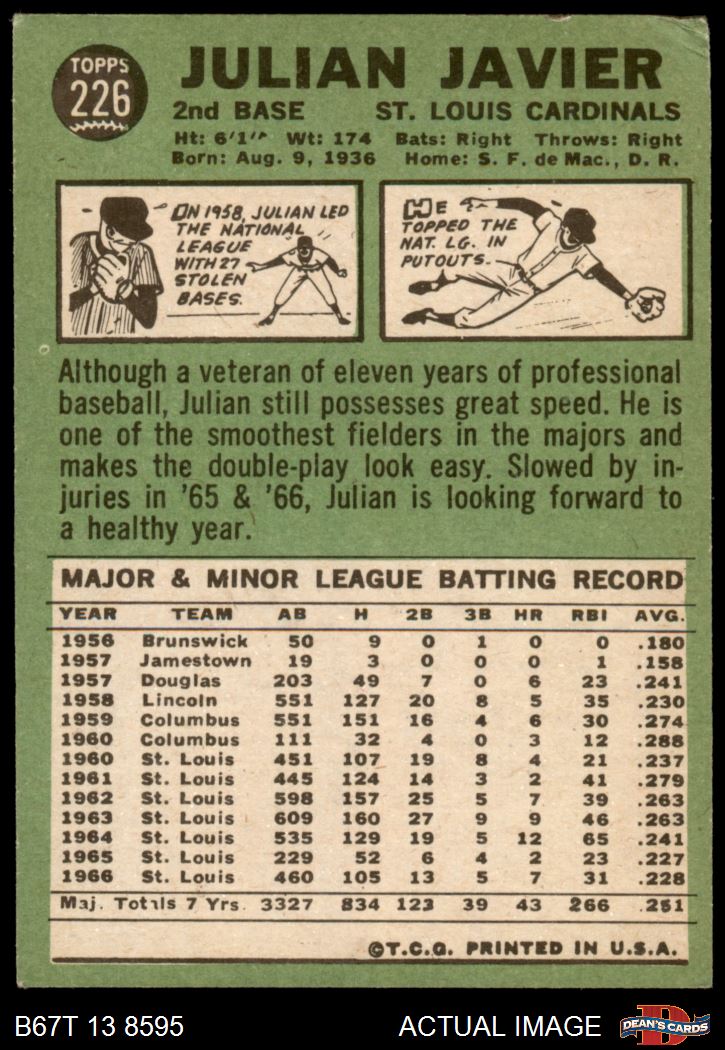 TOPPS
226
JULIAN JAVIER
2nd BASE ST. LOUIS CARDINALS
Ht: 6'1" Wt: 174 Bats: Right Throws: Right
Born: Aug. 9, 1936 Home: S. F. de Mac., D. R.
IN 1958, JULIAN LED
THE NATIONAL
LEAGUE
WITH 27
STOLEN
BASES.
HE
TOPPED THE
NAT. LG. IN
PUTOUTS.
Although a veteran of eleven years of professional
baseball, Julian still possesses great speed. He is
one of the smoothest fielders in the majors and
makes the double-play look easy. Slowed by in-
juries in '65 & '66, Julian is looking forward to
a healthy year.
MAJOR & MINOR LEAGUE BATTING RECORD
YEAR TEAM AB H 2B 3B HR RBI AVG.
1956 Brunswick 50 9 0 1 0 0 .180
1957 Jamestown 19 3 0 0 0 1 .158
1957 Douglas 203 49 7 0 6 23 .241
1958 Lincoln 551 127 20 8 5 35 .230
1959 Columbus 551 151 16 4 6 30 .274
1960 Columbus 111 32 4 0 3 12 .288
1960 St. Louis 451 107 19 8 4 21 .237
1961 St. Louis 445 124 14 3 2 41 .279
1962 St. Louis 598 157 25 5 7 39 .263
1963 St. Louis 609 160 27 9 9 46 .263
1964 St. Louis 535 129 19 5 12 65 .241
1965 St. Louis 229 52 6 4 2 23 .227
1966 St. Louis 460 105 13 5 7 31 .228
Maj. Totals 7 Yrs. 3327 834 123 39 43 266 .251
©T.C.G. PRINTED IN U.S.A.
B67T 13 8595 ACTUAL IMAGE
D
DEAN'S CARDS